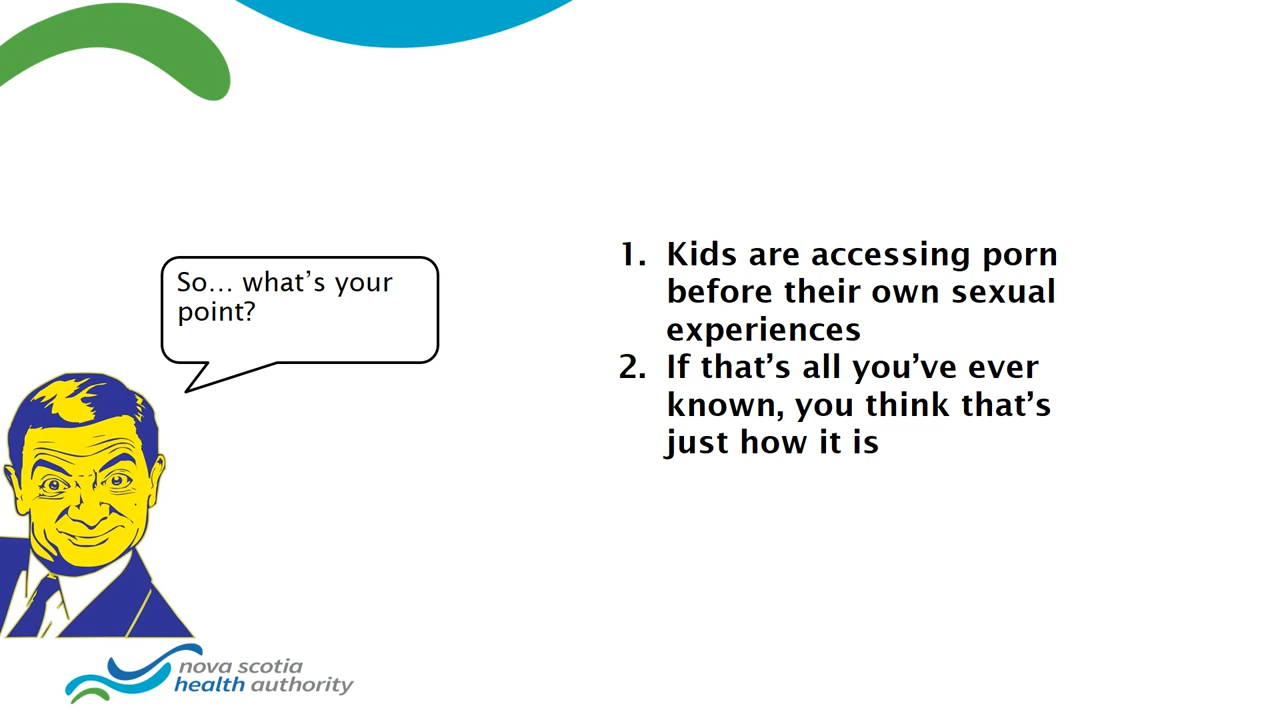 So... what's your
point?
1. Kids are accessing porn
before their own sexual
experiences
2. If that's all you've ever
known, you think that's
just how it is
nova scotia
health authority